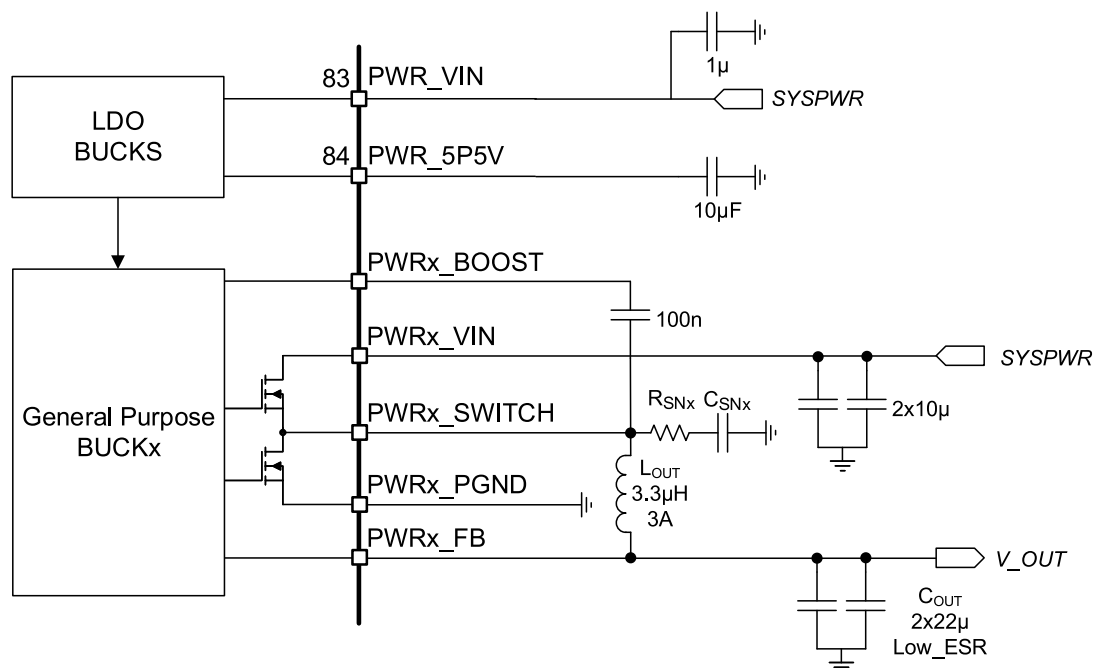 1µ
83
PWR_VIN
SYSPWR
LDO
BUCKS
84
PWR_5P5V
10µF
PWRx_BOOST
100n
PWRx_VIN
SYSPWR
2x10µ
General Purpose
BUCKx
PWRx_SWITCH
RSNx
CSNx
LOUT
3.3µH
3A
PWRx_PGND
PWRx_FB
V_OUT
COUT
2x22µ
Low_ESR